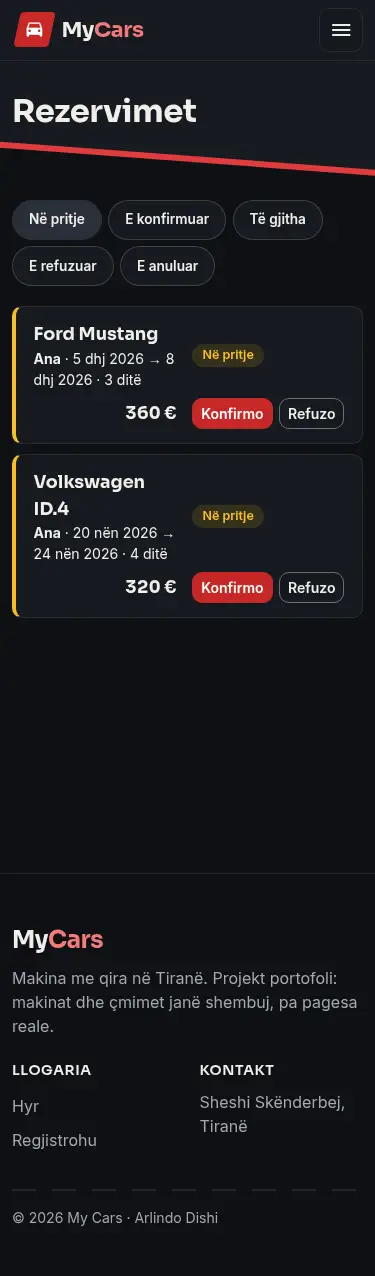 MyCars
Rezervimet
Në pritje
E konfirmuar
Të gjitha
E refuzuar
E anuluar
Ford Mustang
Ana · 5 dhj 2026 → 8
dhj 2026 · 3 ditë
Në pritje
360 €
Konfirmo
Refuzo
Volkswagen
ID.4
Ana · 20 nën 2026 →
24 nën 2026 · 4 ditë
Në pritje
320 €
Konfirmo
Refuzo
MyCars
Makina me qira në Tiranë. Projekt portofoli:
makinat dhe çmimet janë shembuj, pa pagesa
reale.
LLOGARIA
Hyr
Regjistrohu
KONTAKT
Sheshi Skënderbej,
Tiranë
© 2026 My Cars · Arlindo Dishi